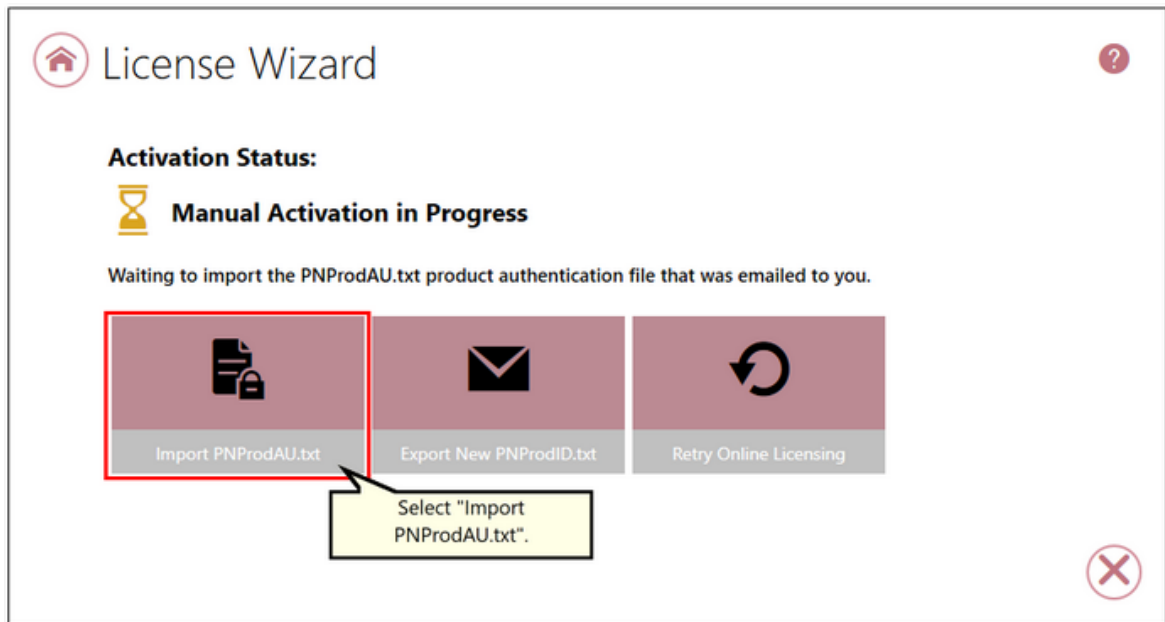 License Wizard
?
Activation Status:
Manual Activation in Progress
Waiting to import the PNProdAU.txt product authentication file that was emailed to you.
Import PNProdAU.txt
Export New PNProdID.txt
Retry Online Licensing
Select "Import
PNProdAU.txt".